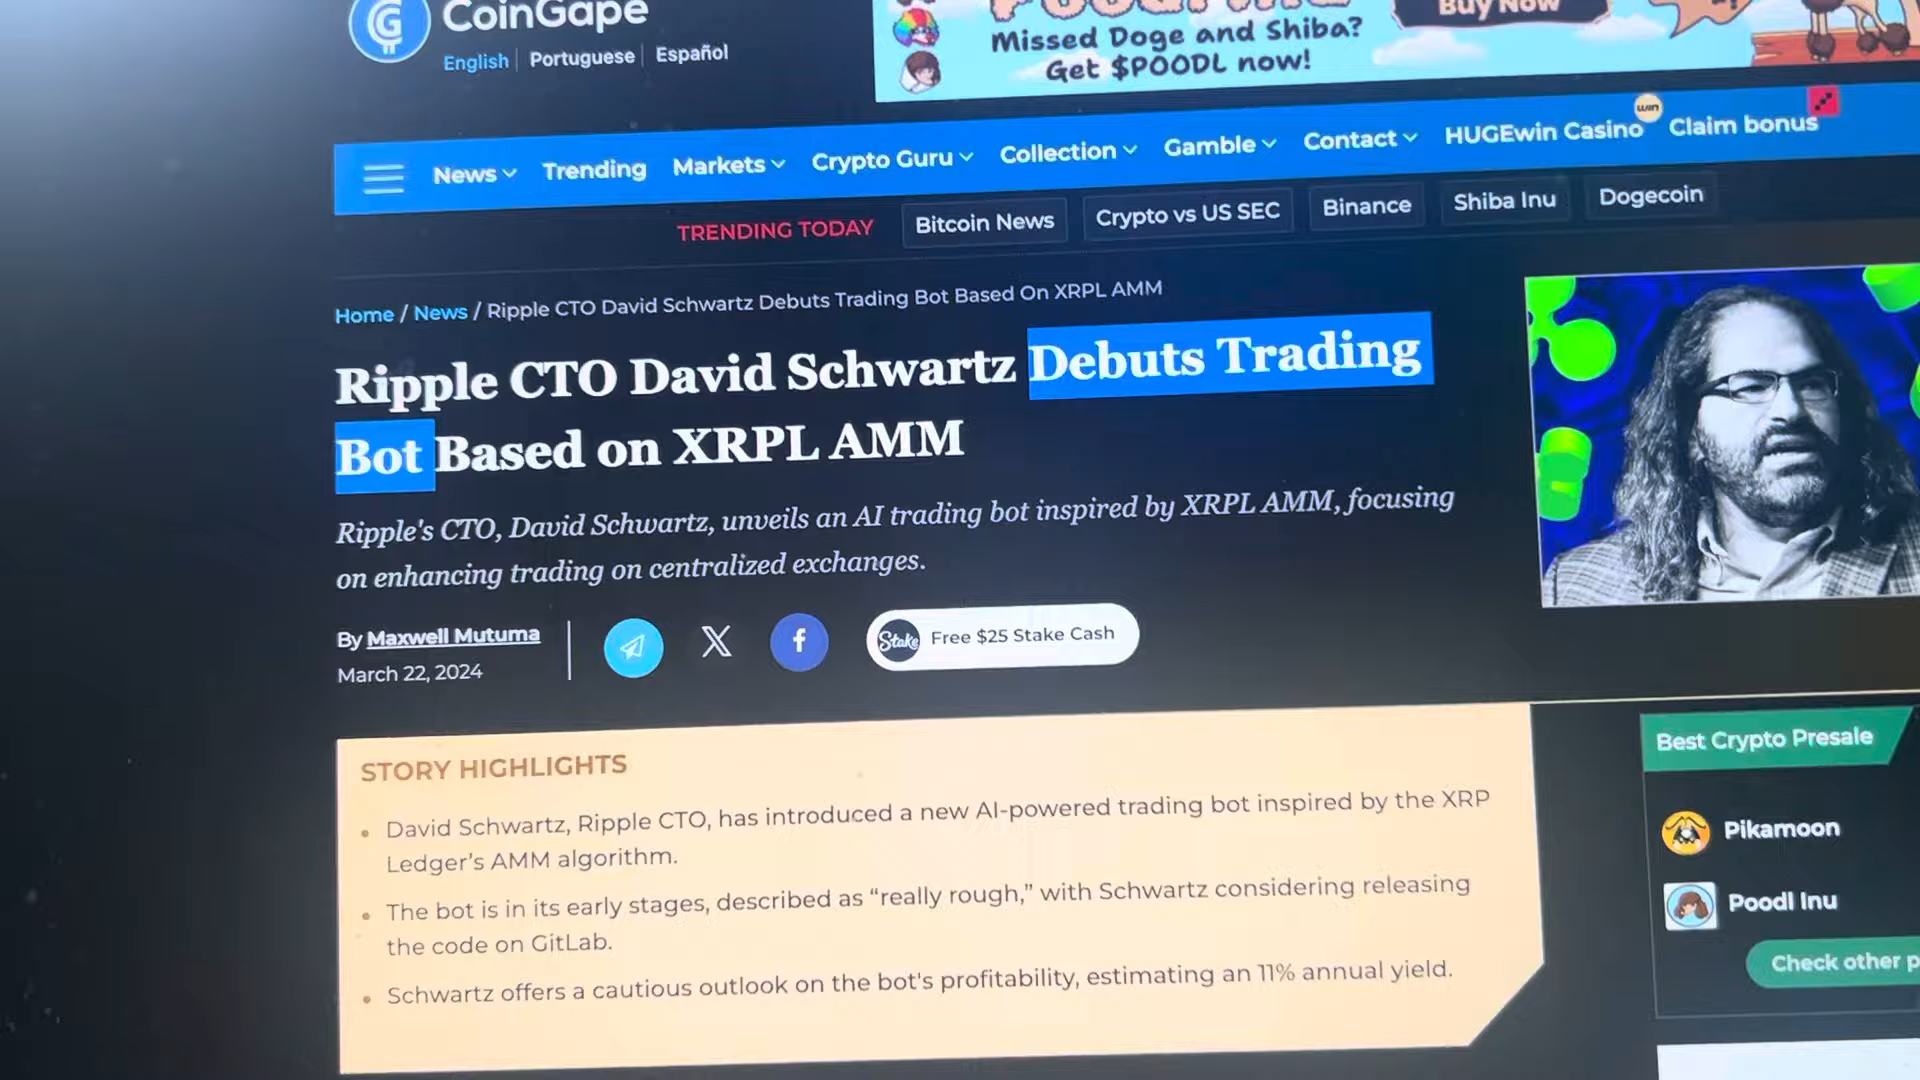 CoinGape
English | Portuguese | Español
Missed Doge and Shiba?
Get $POODL now!
Buy Now
News Trending Markets Crypto Guru Collection Gamble Contact HUGEwin Casino Claim bonus
win
TRENDING TODAY Bitcoin News Crypto vs US SEC Binance Shiba Inu Dogecoin
Home / News / Ripple CTO David Schwartz Debuts Trading Bot Based On XRPL AMM
Ripple CTO David Schwartz Debuts Trading
Bot Based on XRPL AMM
Ripple's CTO, David Schwartz, unveils an AI trading bot inspired by XRPL AMM, focusing
on enhancing trading on centralized exchanges.
By Maxwell Mutuma
March 22, 2024
Stake Free $25 Stake Cash
STORY HIGHLIGHTS
David Schwartz, Ripple CTO, has introduced a new AI-powered trading bot inspired by the XRP
Ledger's AMM algorithm.
The bot is in its early stages, described as “really rough,” with Schwartz considering releasing
the code on GitLab.
Schwartz offers a cautious outlook on the bot's profitability, estimating an 11% annual yield.
Best Crypto Presale
Pikamoon
Poodl Inu
Check other p